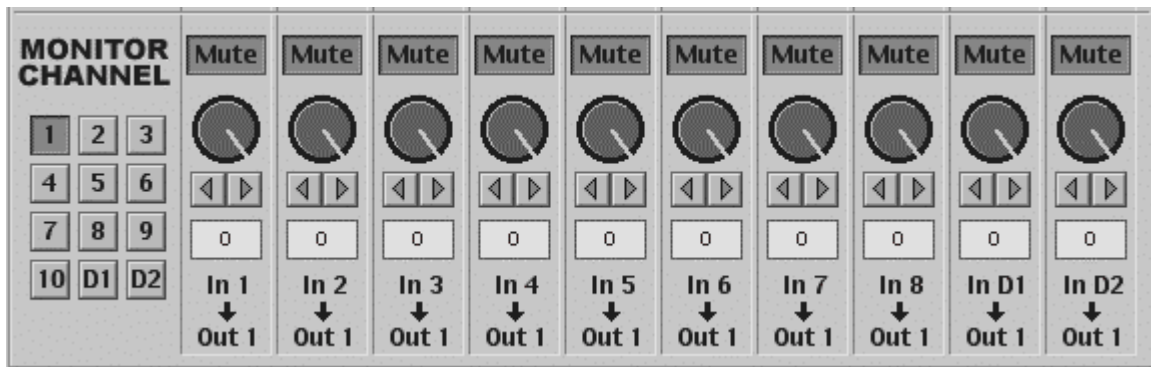 MONITOR
CHANNEL
Mute Mute Mute Mute Mute Mute Mute Mute Mute Mute
1 2 3
4 5 6
7 8 9
10 D1 D2
0 0 0 0 0 0 0 0 0 0
In 1 In 2 In 3 In 4 In 5 In 6 In 7 In 8 In D1 In D2
Out 1 Out 1 Out 1 Out 1 Out 1 Out 1 Out 1 Out 1 Out 1 Out 1